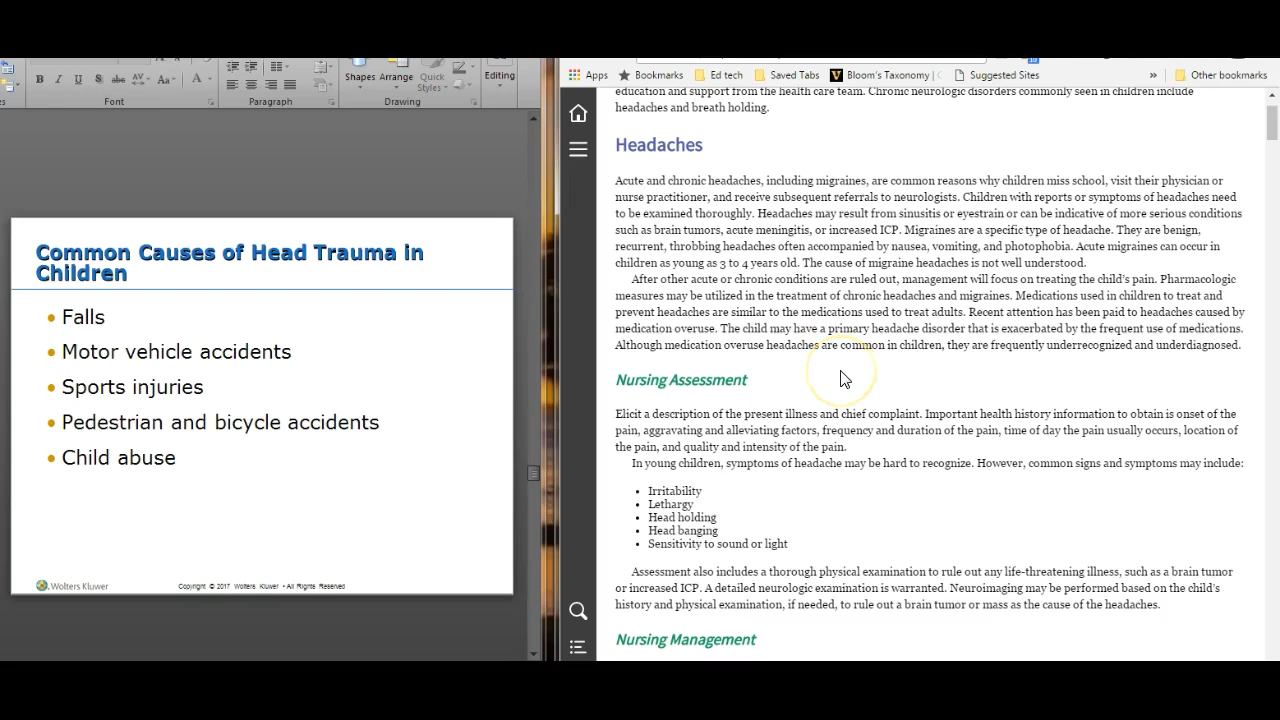 Shapes Arrange Quick Styles Editing
B I U S abc AV Aa A
Font Paragraph Drawing
Common Causes of Head Trauma in
Children
• Falls
• Motor vehicle accidents
• Sports injuries
• Pedestrian and bicycle accidents
• Child abuse
Wolters Kluwer Copyright © 2017 Wolters Kluwer • All Rights Reserved
Apps Bookmarks Ed tech Saved Tabs Bloom's Taxonomy | Suggested Sites » Other bookmarks
education and support from the health care team. Chronic neurologic disorders commonly seen in children include
headaches and breath holding.
Headaches
Acute and chronic headaches, including migraines, are common reasons why children miss school, visit their physician or
nurse practitioner, and receive subsequent referrals to neurologists. Children with reports or symptoms of headaches need
to be examined thoroughly. Headaches may result from sinusitis or eyestrain or can be indicative of more serious conditions
such as brain tumors, acute meningitis, or increased ICP. Migraines are a specific type of headache. They are benign,
recurrent, throbbing headaches often accompanied by nausea, vomiting, and photophobia. Acute migraines can occur in
children as young as 3 to 4 years old. The cause of migraine headaches is not well understood.
After other acute or chronic conditions are ruled out, management will focus on treating the child's pain. Pharmacologic
measures may be utilized in the treatment of chronic headaches and migraines. Medications used in children to treat and
prevent headaches are similar to the medications used to treat adults. Recent attention has been paid to headaches caused by
medication overuse. The child may have a primary headache disorder that is exacerbated by the frequent use of medications.
Although medication overuse headaches are common in children, they are frequently underrecognized and underdiagnosed.
Nursing Assessment
Elicit a description of the present illness and chief complaint. Important health history information to obtain is onset of the
pain, aggravating and alleviating factors, frequency and duration of the pain, time of day the pain usually occurs, location of
the pain, and quality and intensity of the pain.
In young children, symptoms of headache may be hard to recognize. However, common signs and symptoms may include:
• Irritability
• Lethargy
• Head holding
• Head banging
• Sensitivity to sound or light
Assessment also includes a thorough physical examination to rule out any life-threatening illness, such as a brain tumor
or increased ICP. A detailed neurologic examination is warranted. Neuroimaging may be performed based on the child's
history and physical examination, if needed, to rule out a brain tumor or mass as the cause of the headaches.
Nursing Management